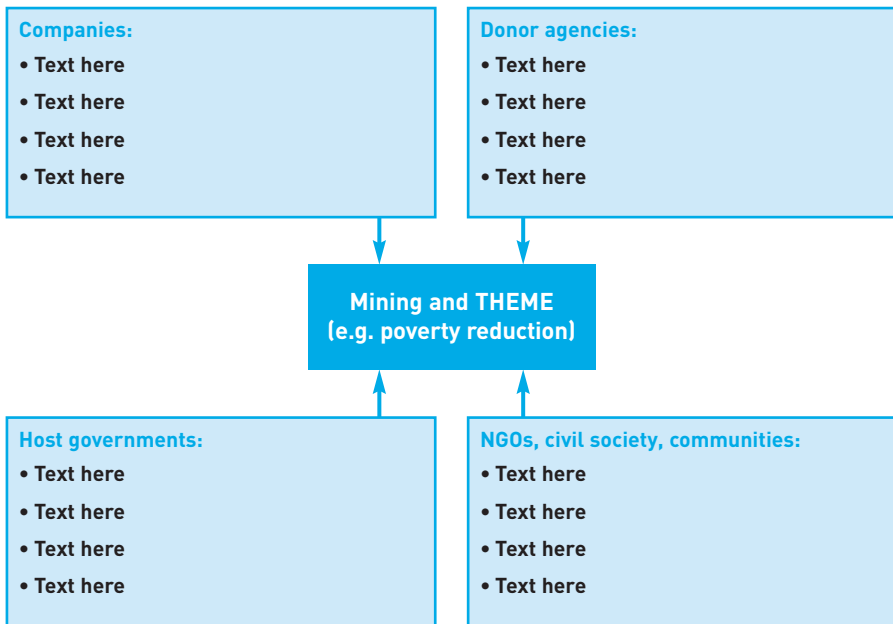 Companies:
• Text here
• Text here
• Text here
• Text here
Donor agencies:
• Text here
• Text here
• Text here
• Text here
Mining and THEME
(e.g. poverty reduction)
Host governments:
• Text here
• Text here
• Text here
• Text here
NGOs, civil society, communities:
• Text here
• Text here
• Text here
• Text here